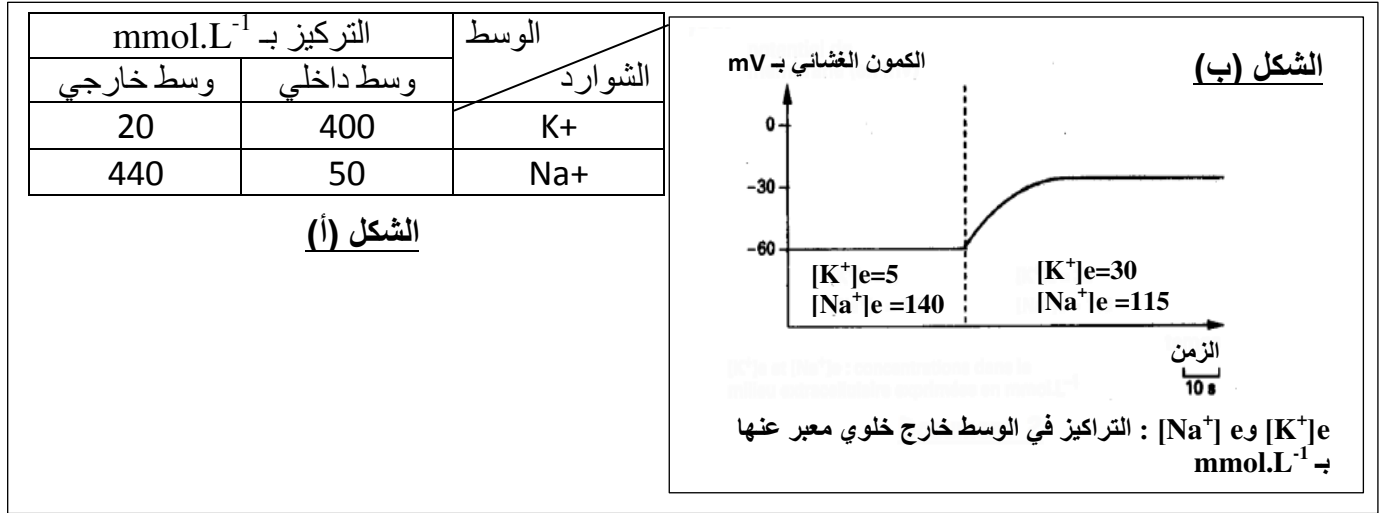 الوسط	التركيز بـ mmol.L-1
الشوارد	وسط داخلي	وسط خارجي
K+	400	20
Na+	50	440
الشكل (أ)
الشكل (ب)
الكمون الغشائي بـ mV
0
-30
-60
[K+]e=5
[Na+]e =140
[K+]e=30
[Na+]e =115
الزمن
10 s
[K+]e و [Na+] e : التراكيز في الوسط خارج خلوي معبر عنها
بـ mmol.L-1